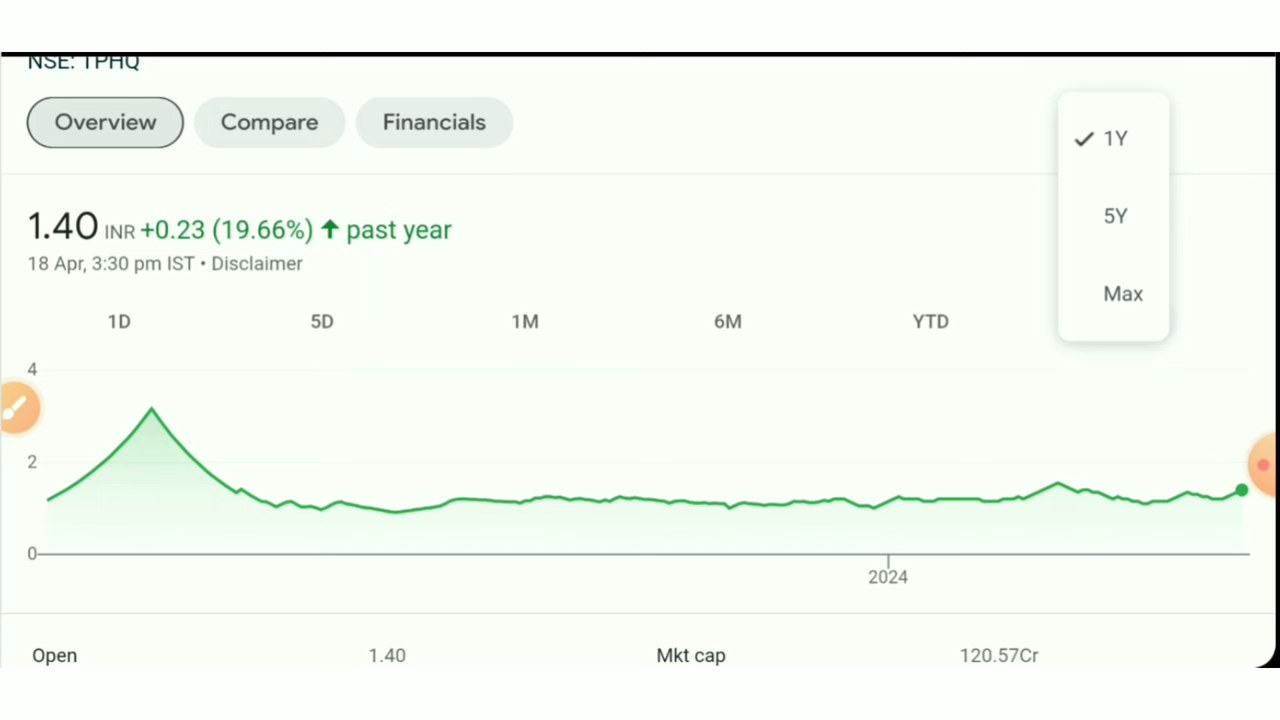 NSE: TPHQ
Overview Compare Financials
1Y
5Y
Max
1.40 INR +0.23 (19.66%) ↑ past year
18 Apr, 3:30 pm IST • Disclaimer
1D 5D 1M 6M YTD
4
2
0
2024
Open 1.40 Mkt cap 120.57Cr